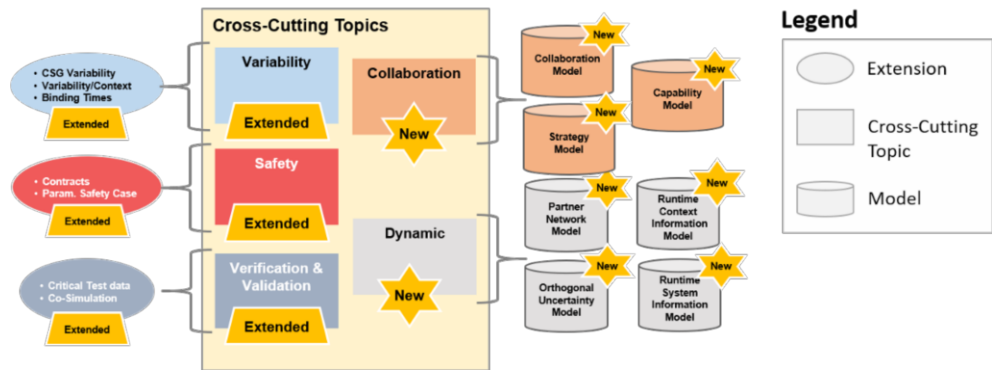 Cross-Cutting Topics
• CSG Variability
• Variability/Context
• Binding Times
Extended
Variability
Extended
Collaboration
New
Collaboration
Model
New
Capability
Model
New
Strategy
Model
New
• Contracts
• Param. Safety Case
Extended
Safety
Extended
Dynamic
New
Partner
Network
Model
New
Runtime
Context
Information
Model
New
• Critical Test data
• Co-Simulation
Extended
Verification &
Validation
Extended
Orthogonal
Uncertainty
Model
New
Runtime
System
Information
Model
New
Legend
Extension
Cross-Cutting
Topic
Model